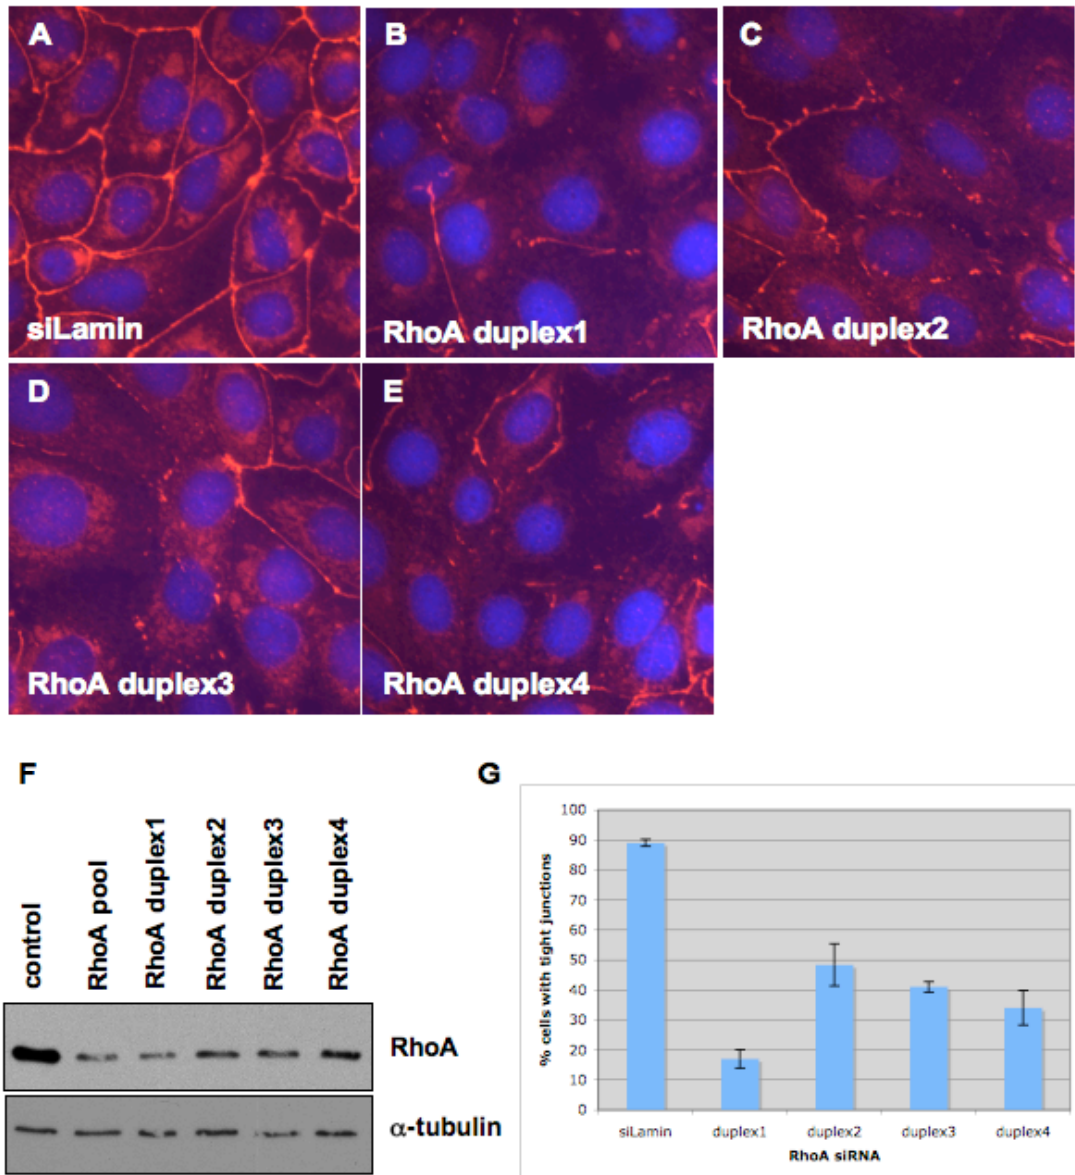 A
B
C
siLamin
RhoA duplex1
RhoA duplex2
D
E
RhoA duplex3
RhoA duplex4
F
control
RhoA pool
RhoA duplex1
RhoA duplex2
RhoA duplex3
RhoA duplex4
RhoA
α-tubulin
G
% cells with tight junctions
100
90
80
70
60
50
40
30
20
10
0
siLamin duplex1 duplex2 duplex3 duplex4
RhoA siRNA